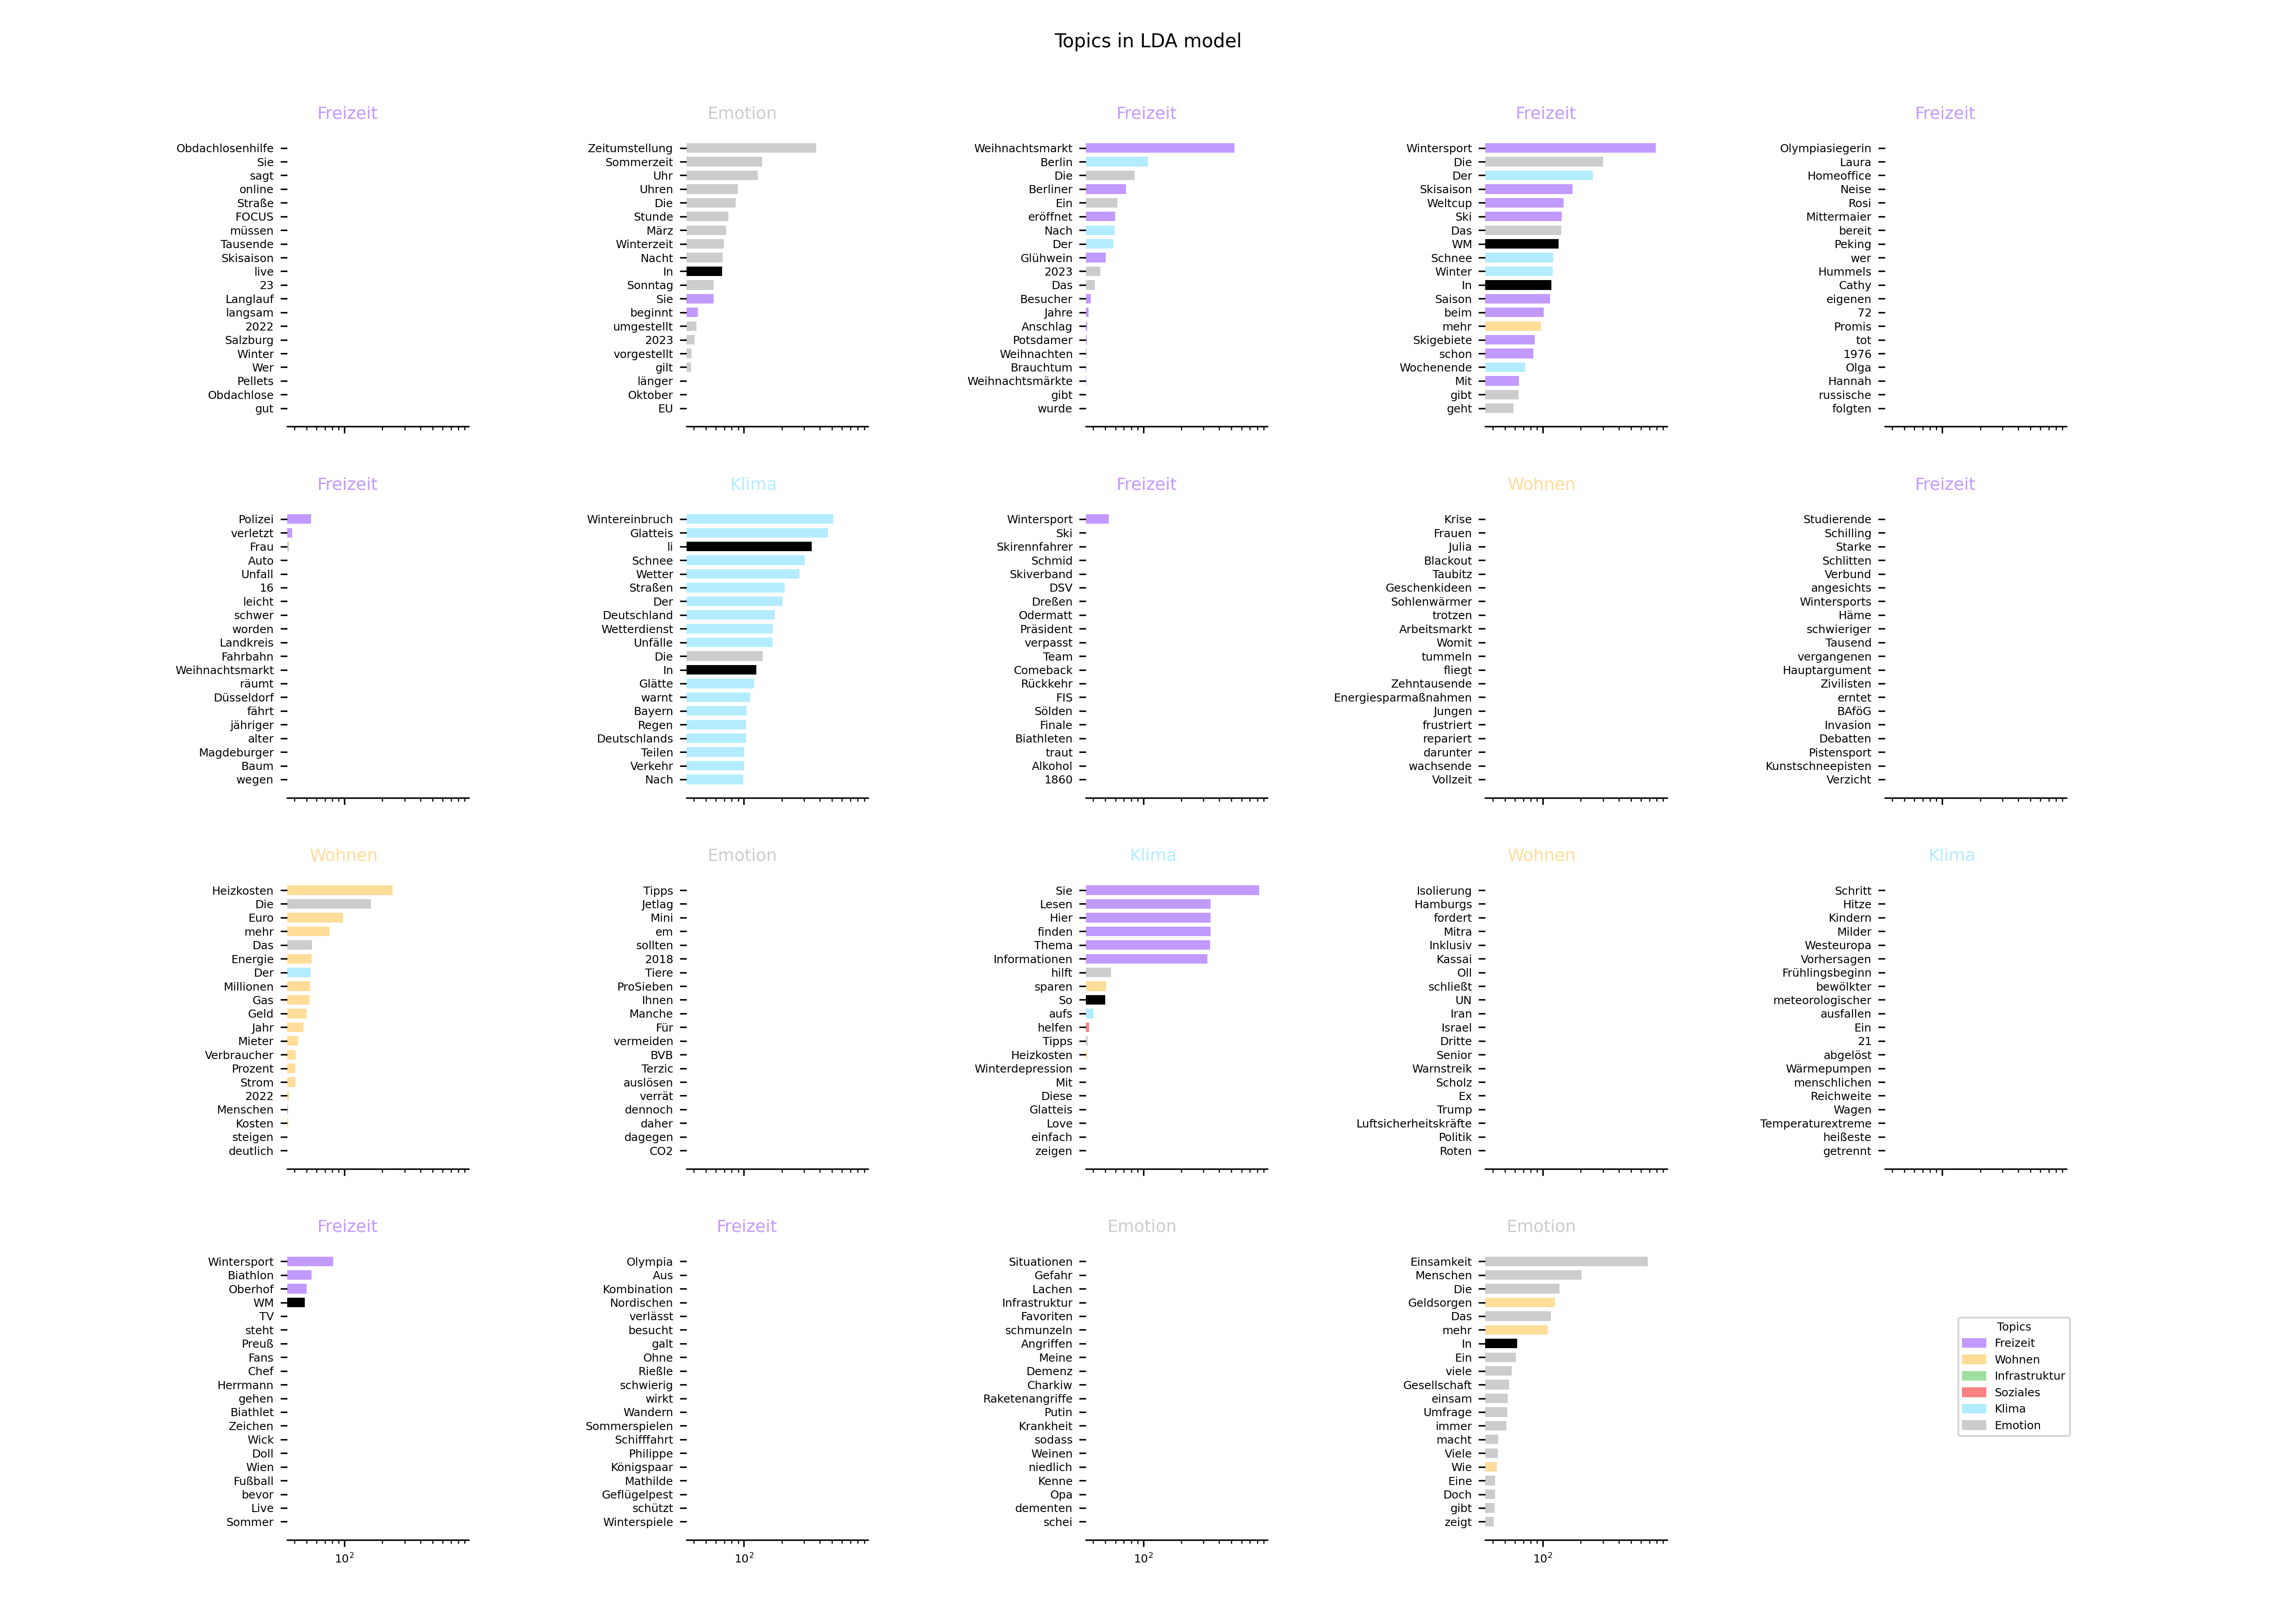 Topics in LDA model
Freizeit
Obdachlosenhilfe
Sie
sagt
online
Straße
FOCUS
müssen
Tausende
Skisaison
live
23
Langlauf
langsam
2022
Salzburg
Winter
Wer
Pellets
Obdachlose
gut
Emotion
Zeitumstellung
Sommerzeit
Uhr
Uhren
Die
Stunde
März
Winterzeit
Nacht
In
Sonntag
Sie
beginnt
umgestellt
2023
vorgestellt
gilt
länger
Oktober
EU
Freizeit
Weihnachtsmarkt
Berlin
Die
Berliner
Ein
eröffnet
Nach
Der
Glühwein
2023
Das
Besucher
Jahre
Anschlag
Potsdamer
Weihnachten
Brauchtum
Weihnachtsmärkte
gibt
wurde
Freizeit
Wintersport
Die
Der
Skisaison
Weltcup
Ski
Das
WM
Schnee
Winter
In
Saison
beim
mehr
Skigebiete
schon
Wochenende
Mit
gibt
geht
Freizeit
Olympiasiegerin
Laura
Homeoffice
Neise
Rosi
Mittermaier
bereit
Peking
wer
Hummels
Cathy
eigenen
72
Promis
tot
1976
Olga
Hannah
russische
folgten
Freizeit
Polizei
verletzt
Frau
Auto
Unfall
16
leicht
schwer
worden
Landkreis
Fahrbahn
Weihnachtsmarkt
räumt
Düsseldorf
fährt
jähriger
alter
Magdeburger
Baum
wegen
Klima
Wintereinbruch
Glatteis
li
Schnee
Wetter
Straßen
Der
Deutschland
Wetterdienst
Unfälle
Die
In
Glätte
warnt
Bayern
Regen
Deutschlands
Teilen
Verkehr
Nach
Freizeit
Wintersport
Ski
Skirennfahrer
Schmid
Skiverband
DSV
Dreßen
Odermatt
Präsident
verpasst
Team
Comeback
Rückkehr
FIS
Sölden
Finale
Biathleten
traut
Alkohol
1860
Wohnen
Krise
Frauen
Julia
Blackout
Taubitz
Geschenkideen
Sohlenwärmer
trotzen
Arbeitsmarkt
Womit
tummeln
fliegt
Zehntausende
Energiesparmaßnahmen
Jungen
frustriert
repariert
darunter
wachsende
Vollzeit
Freizeit
Studierende
Schilling
Starke
Schlitten
Verbund
angesichts
Wintersports
Häme
schwieriger
Tausend
vergangenen
Hauptargument
Zivilisten
erntet
BAföG
Invasion
Debatten
Pistensport
Kunstschneepisten
Verzicht
Wohnen
Heizkosten
Die
Euro
mehr
Das
Energie
Der
Millionen
Gas
Geld
Jahr
Mieter
Verbraucher
Prozent
Strom
2022
Menschen
Kosten
steigen
deutlich
Emotion
Tipps
Jetlag
Mini
em
sollten
2018
Tiere
ProSieben
Ihnen
Manche
Für
vermeiden
BVB
Terzic
auslösen
verrät
dennoch
daher
dagegen
CO2
Klima
Sie
Lesen
Hier
finden
Thema
Informationen
hilft
sparen
So
aufs
helfen
Tipps
Heizkosten
Winterdepression
Mit
Diese
Glatteis
Love
einfach
zeigen
Wohnen
Isolierung
Hamburgs
fordert
Mitra
Inklusiv
Kassai
Oll
schließt
UN
Iran
Israel
Dritte
Senior
Warnstreik
Scholz
Ex
Trump
Luftsicherheitskräfte
Politik
Roten
Klima
Schritt
Hitze
Kindern
Milder
Westeuropa
Vorhersagen
Frühlingsbeginn
bewölkter
meteorologischer
ausfallen
Ein
21
abgelöst
Wärmepumpen
menschlichen
Reichweite
Wagen
Temperaturextreme
heißeste
getrennt
Freizeit
Wintersport
Biathlon
Oberhof
WM
TV
steht
Preuß
Fans
Chef
Herrmann
gehen
Biathlet
Zeichen
Wick
Doll
Wien
Fußball
bevor
Live
Sommer
10²
Freizeit
Olympia
Aus
Kombination
Nordischen
verlässt
besucht
galt
Ohne
Rießle
schwierig
wirkt
Wandern
Sommerspielen
Schifffahrt
Philippe
Königspaar
Mathilde
Geflügelpest
schützt
Winterspiele
10²
Emotion
Situationen
Gefahr
Lachen
Infrastruktur
Favoriten
schmunzeln
Angriffen
Meine
Demenz
Charkiw
Raketenangriffe
Putin
Krankheit
sodass
Weinen
niedlich
Kenne
Opa
dementen
schei
10²
Emotion
Einsamkeit
Menschen
Die
Geldsorgen
Das
mehr
In
Ein
viele
Gesellschaft
einsam
Umfrage
immer
macht
Viele
Wie
Eine
Doch
gibt
zeigt
10²
Topics
Freizeit
Wohnen
Infrastruktur
Soziales
Klima
Emotion